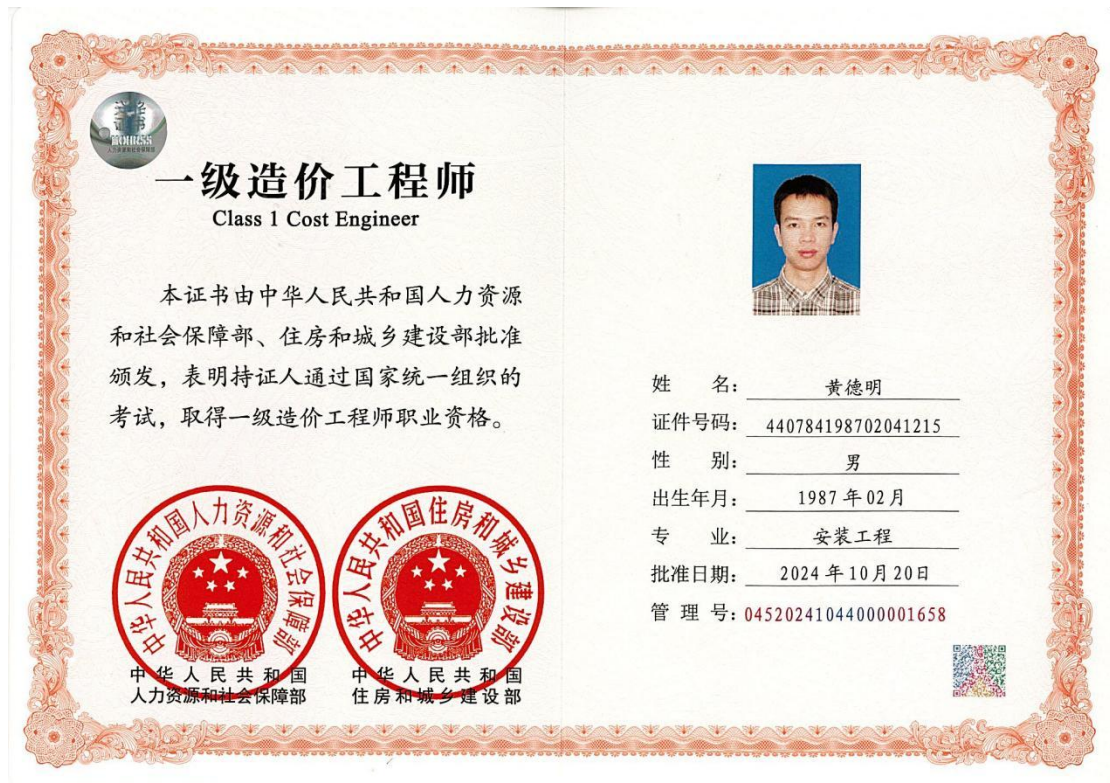 一级造价工程师
Class 1 Cost Engineer
本证书由中华人民共和国人力资源
和社会保障部、住房和城乡建设部批准
颁发，表明持证人通过国家统一组织的
考试，取得一级造价工程师职业资格。
中华人民共和国人力资源和社会保障部
中华人民共和国住房和城乡建设部
中华人民共和国
人力资源和社会保障部
中华人民共和国
住房和城乡建设部
姓 名： 黄德明
证件号码： 440784198702041215
性 别： 男
出生年月： 1987年02月
专 业： 安装工程
批准日期： 2024年10月20日
管 理 号：04520241044000001658